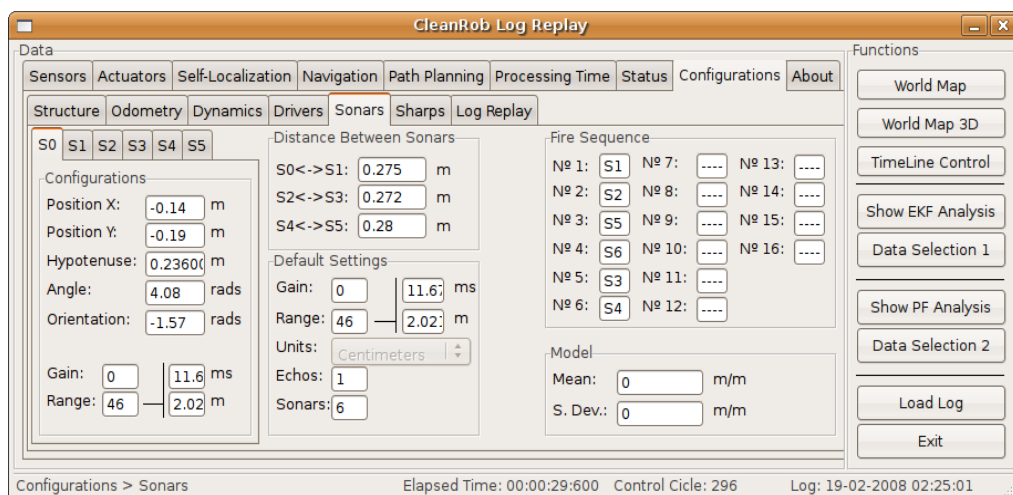 CleanRob Log Replay
Data
Functions
Sensors Actuators Self-Localization Navigation Path Planning Processing Time Status Configurations About
Structure Odometry Dynamics Drivers Sonars Sharps Log Replay
S0 S1 S2 S3 S4 S5
Configurations
Position X: -0.14 m
Position Y: -0.19 m
Hypotenuse: 0.2360( m
Angle: 4.08 rads
Orientation: -1.57 rads
Gain: 0 11.6 ms
Range: 46 2.02 m
Distance Between Sonars
S0<->S1: 0.275 m
S2<->S3: 0.272 m
S4<->S5: 0.28 m
Default Settings
Gain: 0 11.67 ms
Range: 46 2.02 m
Units: Centimeters
Echos: 1
Sonars: 6
Fire Sequence
Nº 1: S1 Nº 7: ---- Nº 13: ----
Nº 2: S2 Nº 8: ---- Nº 14: ----
Nº 3: S5 Nº 9: ---- Nº 15: ----
Nº 4: S6 Nº 10: ---- Nº 16: ----
Nº 5: S3 Nº 11: ----
Nº 6: S4 Nº 12: ----
Model
Mean: 0 m/m
S. Dev.: 0 m/m
World Map
World Map 3D
TimeLine Control
Show EKF Analysis
Data Selection 1
Show PF Analysis
Data Selection 2
Load Log
Exit
Configurations > Sonars Elapsed Time: 00:00:29:600 Control Cicle: 296 Log: 19-02-2008 02:25:01